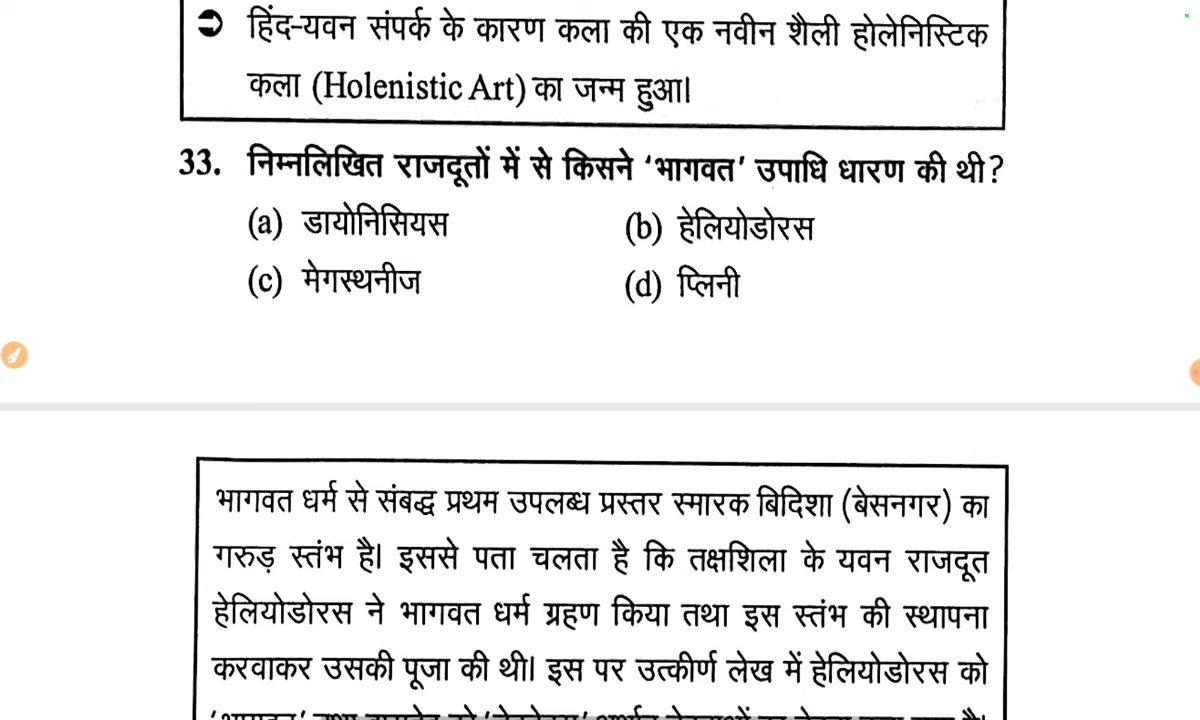 ➲ हिंद-यवन संपर्क के कारण कला की एक नवीन शैली होलेनिस्टिक
कला (Holenistic Art) का जन्म हुआ।
33. निम्नलिखित राजदूतों में से किसने ‘भागवत’ उपाधि धारण की थी?
(a) डायोनिसियस (b) हेलियोडोरस
(c) मेगस्थनीज (d) प्लिनी
भागवत धर्म से संबद्ध प्रथम उपलब्ध प्रस्तर स्मारक बिदिशा (बेसनगर) का
गरुड़ स्तंभ है। इससे पता चलता है कि तक्षशिला के यवन राजदूत
हेलियोडोरस ने भागवत धर्म ग्रहण किया तथा इस स्तंभ की स्थापना
करवाकर उसकी पूजा की थी। इस पर उत्कीर्ण लेख में हेलियोडोरस को